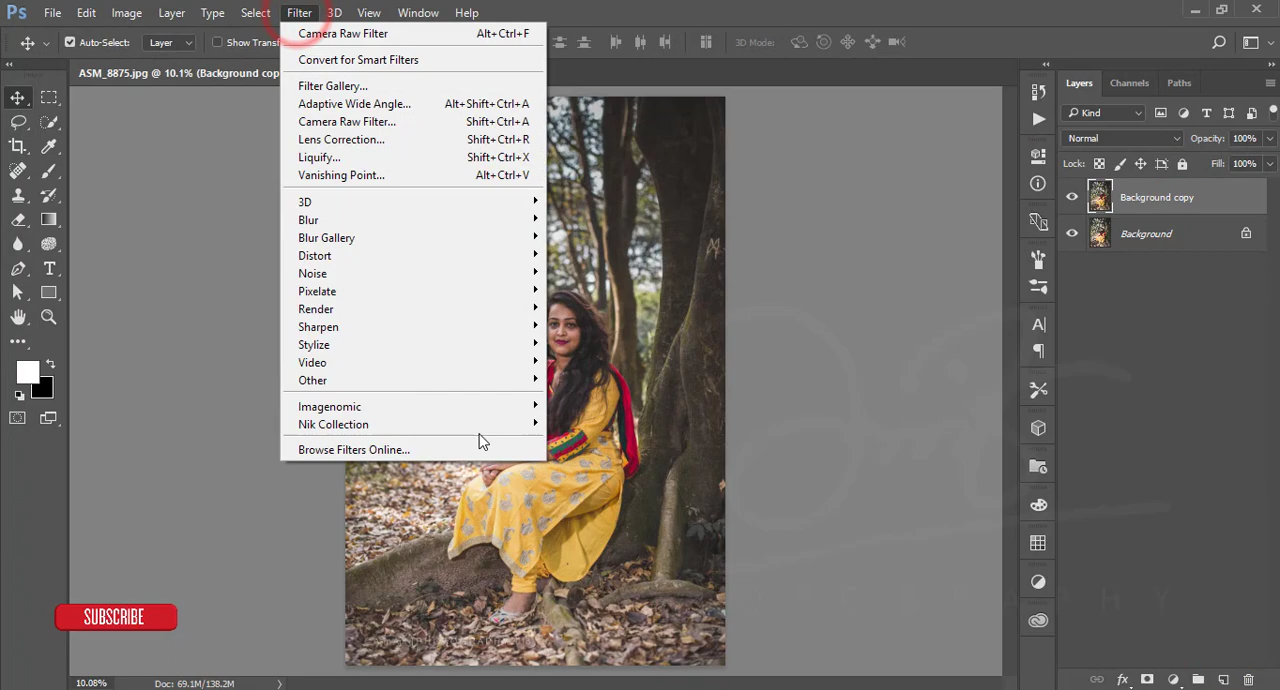 Ps File Edit Image Layer Type Select Filter 3D View Window Help
Auto-Select: Layer Show Trans 3D Mode:
ASM_8875.jpg @ 10.1% (Background cop
Camera Raw Filter Alt+Ctrl+F
Convert for Smart Filters
Filter Gallery...
Adaptive Wide Angle... Alt+Shift+Ctrl+A
Camera Raw Filter... Shift+Ctrl+A
Lens Correction... Shift+Ctrl+R
Liquify... Shift+Ctrl+X
Vanishing Point... Alt+Ctrl+V
3D
Blur
Blur Gallery
Distort
Noise
Pixelate
Render
Sharpen
Stylize
Video
Other
Imagenomic
Nik Collection
Browse Filters Online...
Layers Channels Paths
Kind
Normal Opacity: 100%
Lock: Fill: 100%
Background copy
Background
SUBSCRIBE
10.08% Doc: 69.1M/138.2M